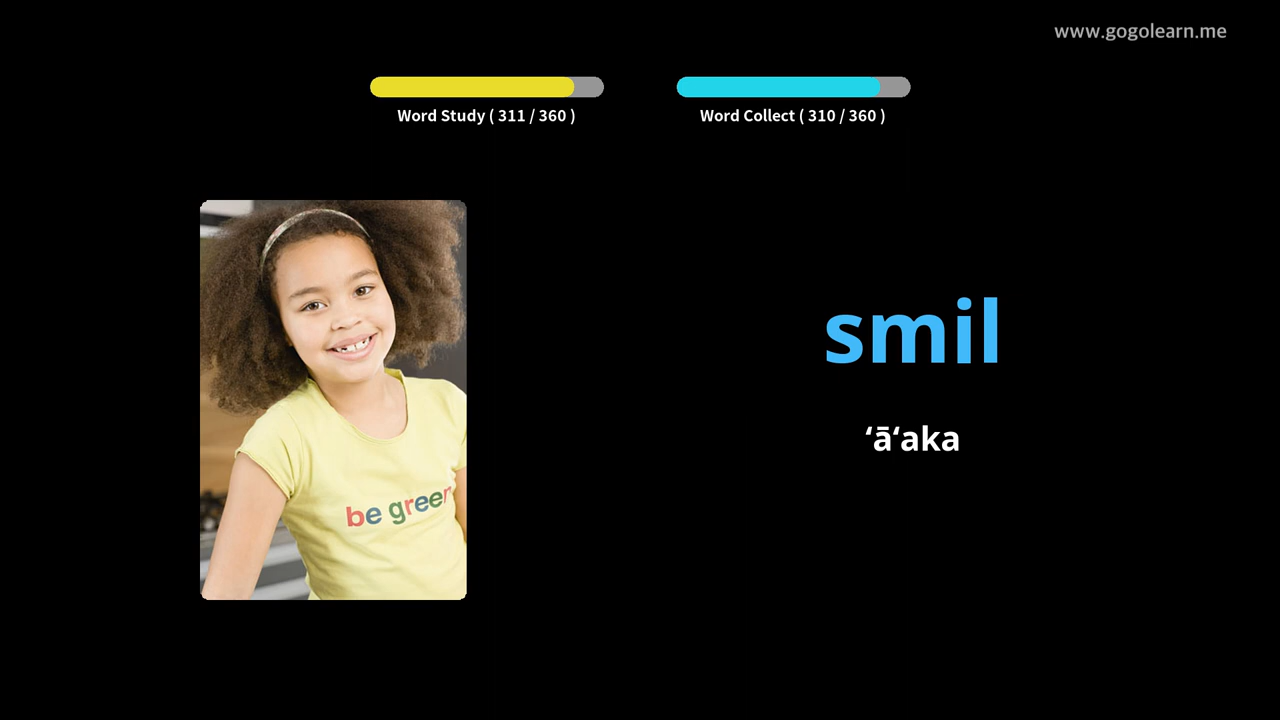 www.gogolearn.me
Word Study ( 311 / 360 )
Word Collect ( 310 / 360 )
smil
ʻāʻaka
be green